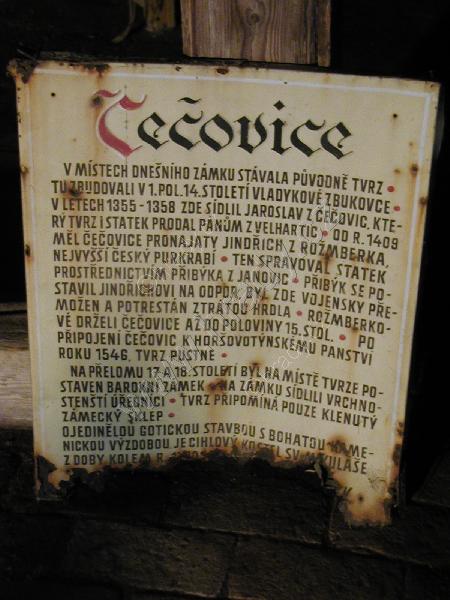 Čečovice
V MÍSTECH DNEŠNÍHO ZÁMKU STÁVALA PŮVODNĚ TVRZ •
TU ZBUDOVALI V 1. POL. 14. STOLETÍ VLADYKOVÉ Z BUKOVCE •
V LETECH 1355 - 1358 ZDE SÍDLIL JAROSLAV Z ČEČOVIC, KTE-
RÝ TVRZ I STATEK PRODAL PÁNŮM Z VELHARTIC • OD R. 1409
MĚL ČEČOVICE PRONAJATY JINDŘICH Z ROŽMBERKA,
NEJVYŠŠÍ ČESKÝ PURKRABÍ • TEN SPRAVOVAL STATEK
PROSTŘEDNICTVÍM PŘIBÝKA Z JANOVIC • PŘIBÝK SE PO-
STAVIL JINDŘICHOVI NA ODPOR, BYL ZDE VOJENSKY PŘE-
MOŽEN A POTRESTÁN ZTRÁTOU HRDLA • ROŽMBERKO-
VÉ DRŽELI ČEČOVICE AŽ DO POLOVINY 15. STOL. • PO
PŘIPOJENÍ ČEČOVIC K HORŠOVOTÝNSKÉMU PANSTVÍ
ROKU 1546, TVRZ PUSTNE •
NA PŘELOMU 17 A 18. STOLETÍ BYL NA MÍSTĚ TVRZE PO-
STAVEN BAROKNÍ ZÁMEK • NA ZÁMKU SÍDLILI VRCHNO-
STENŠTÍ ÚŘEDNÍCI • TVRZ PŘIPOMÍNÁ POUZE KLENUTÝ
ZÁMECKÝ SKLEP •
OJEDINĚLOU GOTICKOU STAVBOU S BOHATOU KAME-
NICKOU VÝZDOBOU JE CIHLOVÝ KOSTEL SV. MIKULÁŠE
Z DOBY KOLEM R.